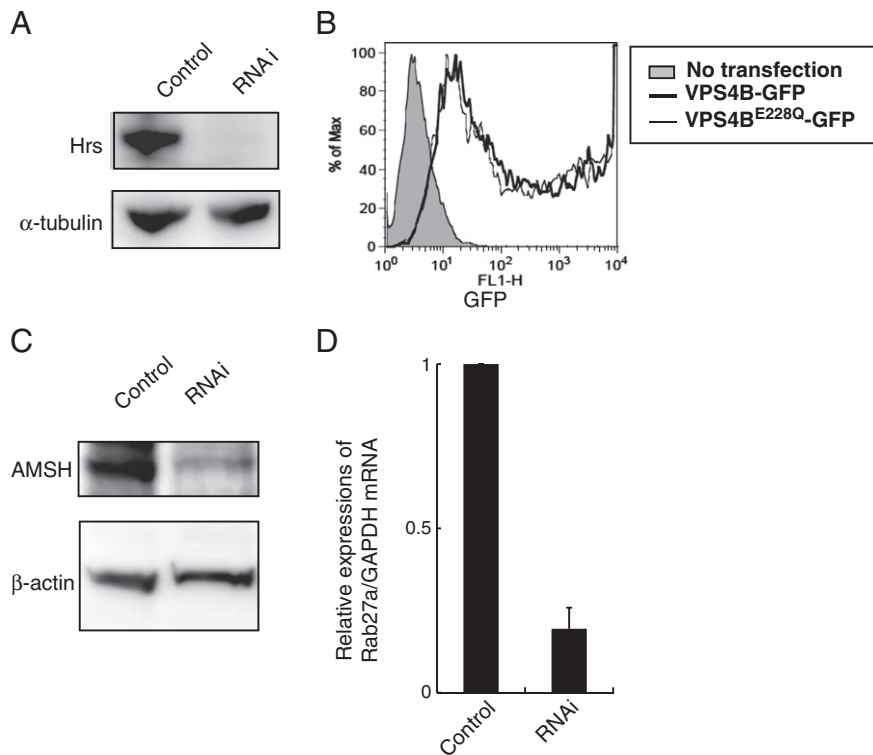 A
Control
RNAi
Hrs
α-tubulin
B
% of Max
100
80
60
40
20
0
10^0
10^1
10^2
10^3
10^4
FL1-H
GFP
No transfection
VPS4B-GFP
VPS4B^E228Q-GFP
C
Control
RNAi
AMSH
β-actin
D
Relative expressions of
Rab27a/GAPDH mRNA
1
0.5
0
Control
RNAi